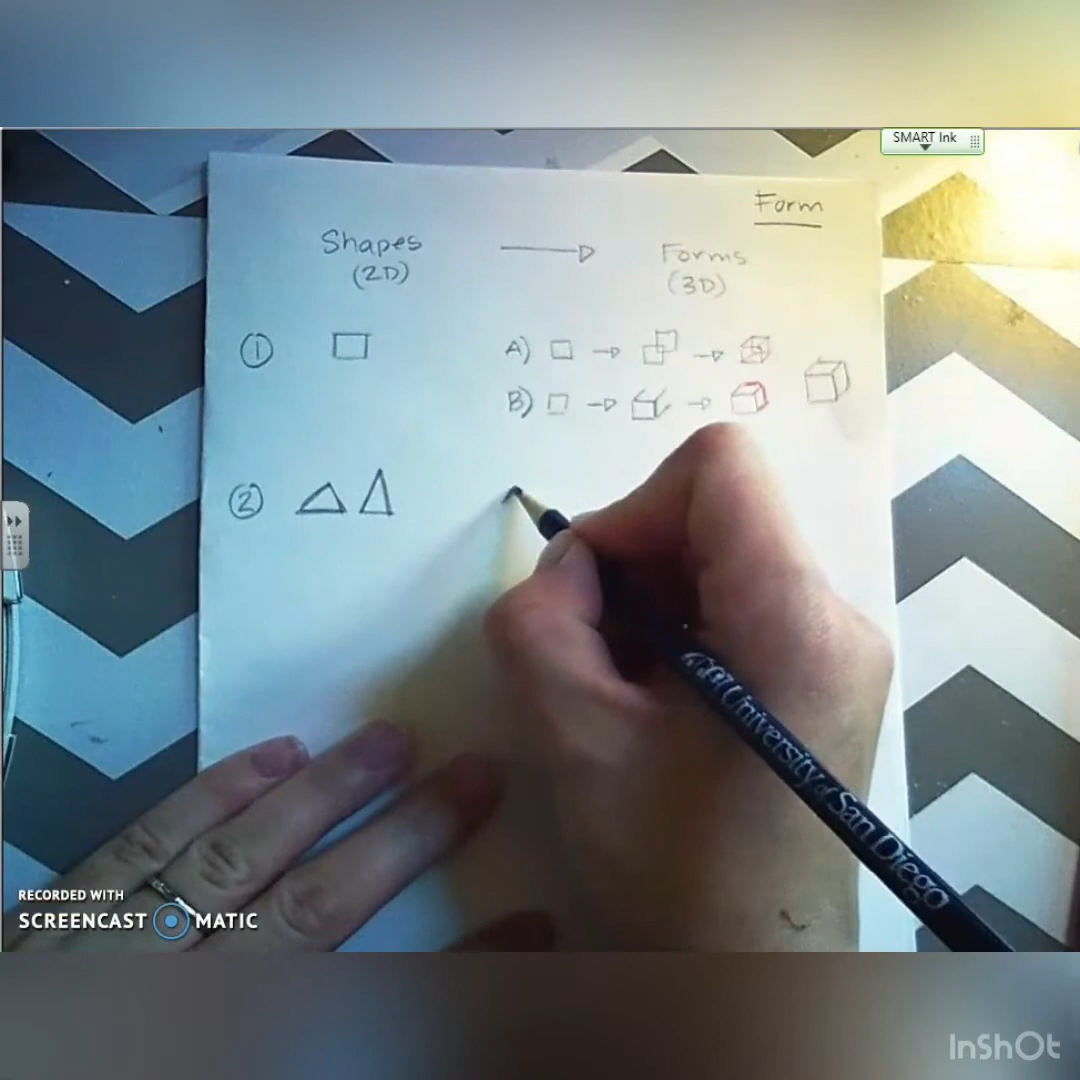 SMART Ink
Form
Shapes
(2D)
Forms
(3D)
1
A)
B)
2
University of San Diego
RECORDED WITH
SCREENCAST MATIC
InShOt